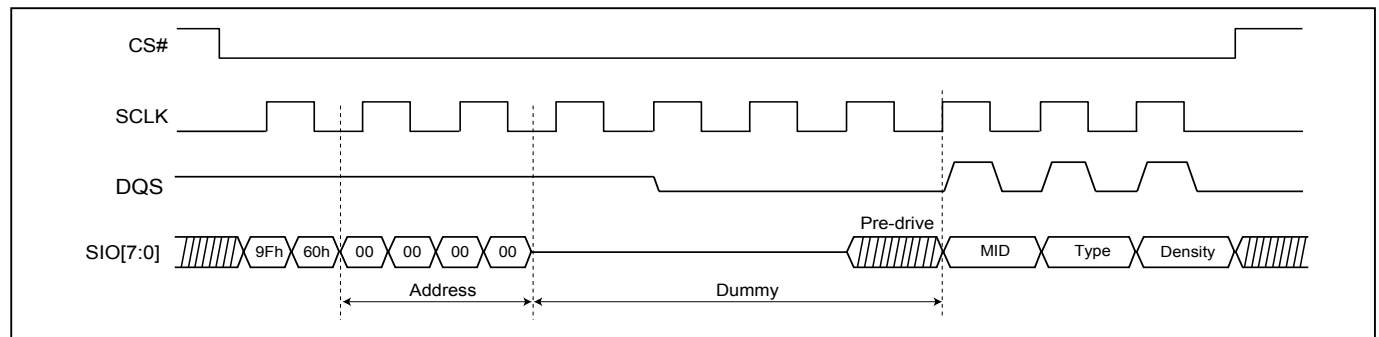 CS#
SCLK
DQS
Pre-drive
SIO[7:0] 9Fh 60h 00 00 00 00 MID Type Density
Address Dummy